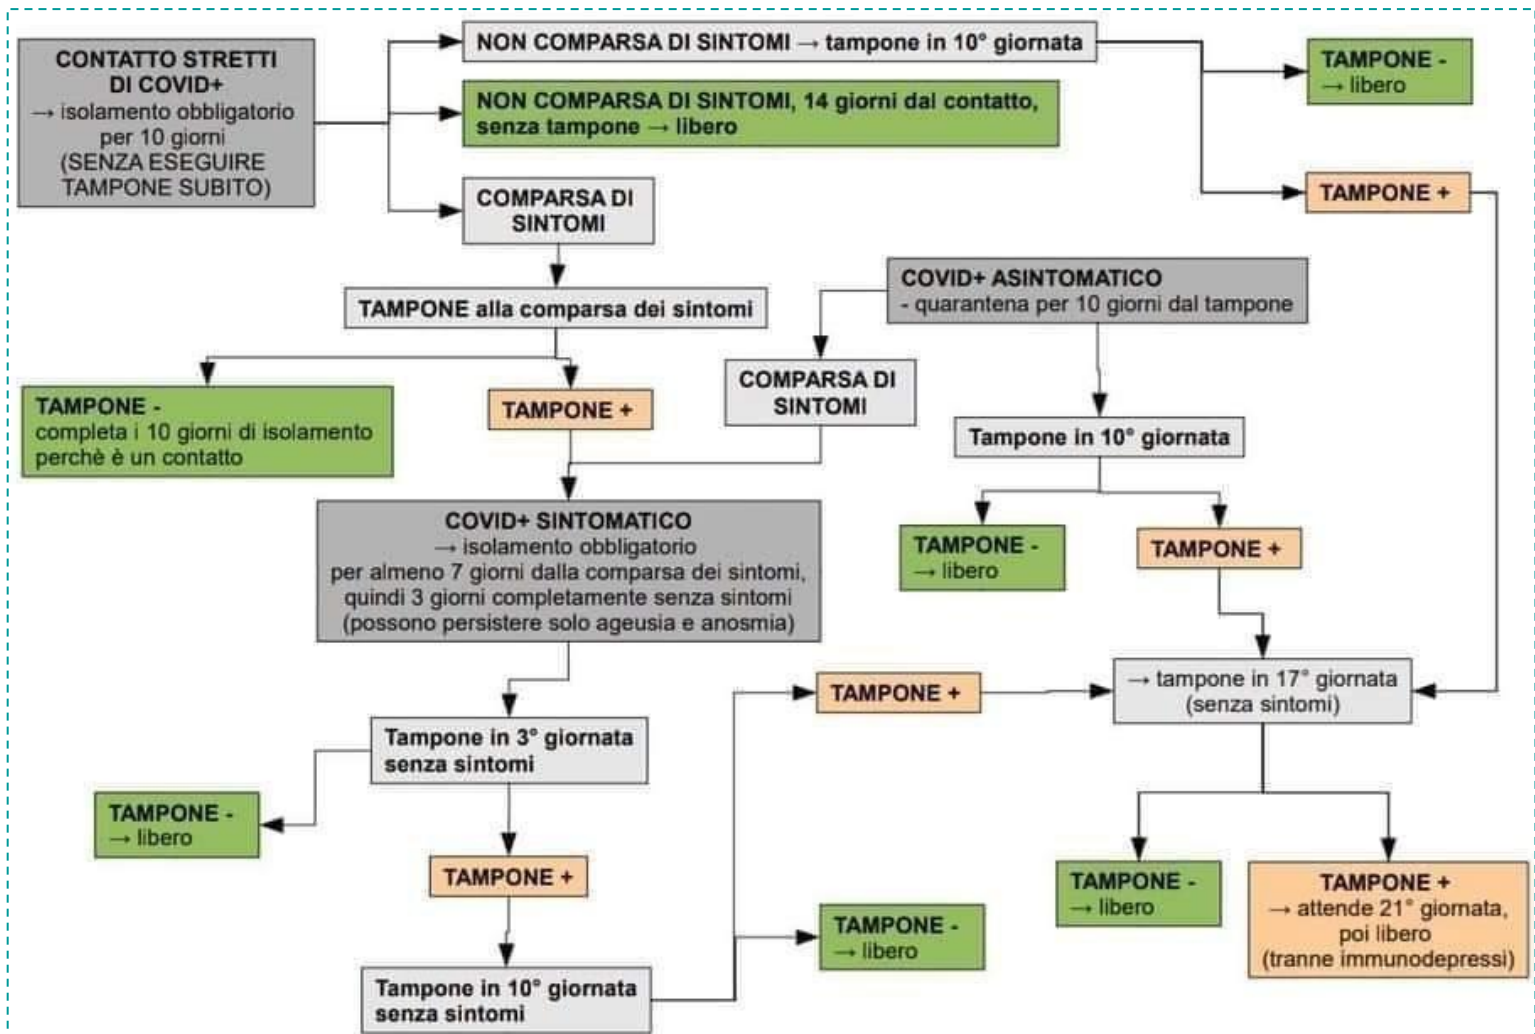 CONTATTO STRETTI
DI COVID+
→ isolamento obbligatorio
per 10 giorni
(SENZA ESEGUIRE
TAMPONE SUBITO)
NON COMPARSA DI SINTOMI → tampone in 10° giornata
TAMPONE -
→ libero
NON COMPARSA DI SINTOMI, 14 giorni dal contatto,
senza tampone → libero
TAMPONE +
COMPARSA DI
SINTOMI
COVID+ ASINTOMATICO
- quarantena per 10 giorni dal tampone
TAMPONE alla comparsa dei sintomi
COMPARSA DI
SINTOMI
TAMPONE -
completa i 10 giorni di isolamento
perchè è un contatto
TAMPONE +
Tampone in 10° giornata
COVID+ SINTOMATICO
→ isolamento obbligatorio
per almeno 7 giorni dalla comparsa dei sintomi,
quindi 3 giorni completamente senza sintomi
(possono persistere solo ageusia e anosmia)
TAMPONE -
→ libero
TAMPONE +
TAMPONE +
→ tampone in 17° giornata
(senza sintomi)
Tampone in 3° giornata
senza sintomi
TAMPONE -
→ libero
TAMPONE +
TAMPONE -
→ libero
TAMPONE +
→ attende 21° giornata,
poi libero
(tranne immunodepressi)
TAMPONE -
→ libero
Tampone in 10° giornata
senza sintomi